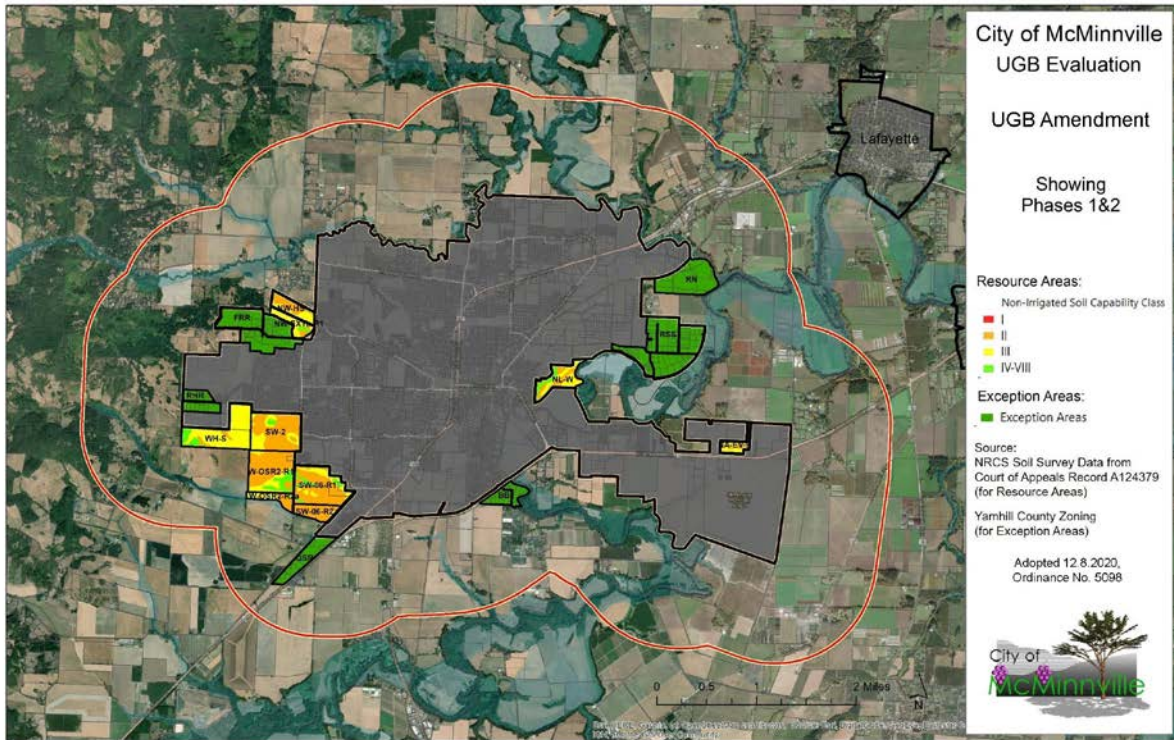 City of McMinnville
UGB Evaluation
UGB Amendment
Showing
Phases 1&2
Resource Areas:
Non-Irrigated Soil Capability Class
I
II
III
IV-VIII
Exception Areas:
Exception Areas
Source:
NRCS Soil Survey Data from
Court of Appeals Record A124379
(for Resource Areas)
Yamhill County Zoning
(for Exception Areas)
Adopted 12.8.2020,
Ordinance No. 5098
City of
McMinnville
Lafayette
RN
FRR
RSS
NL-W
WH-S
SW-2
SW-06-R1
SW-06-R2
0 0.5 1 2 Miles
N